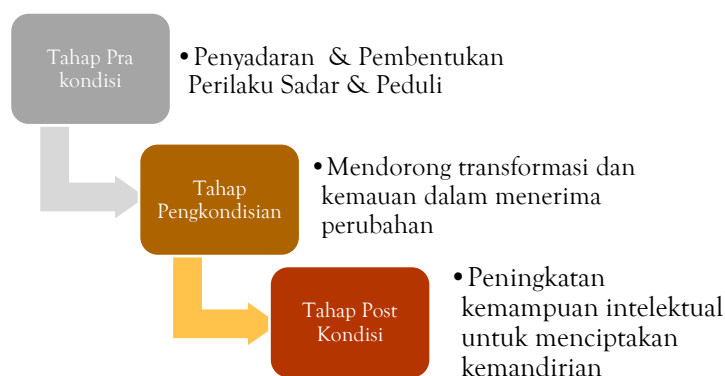 Tahap Pra
kondisi
• Penyadaran & Pembentukan
Perilaku Sadar & Peduli
Tahap
Pengkondisian
• Mendorong transformasi dan
kemauan dalam menerima
perubahan
Tahap Post
Kondisi
• Peningkatan
kemampuan intelektual
untuk menciptakan
kemandirian